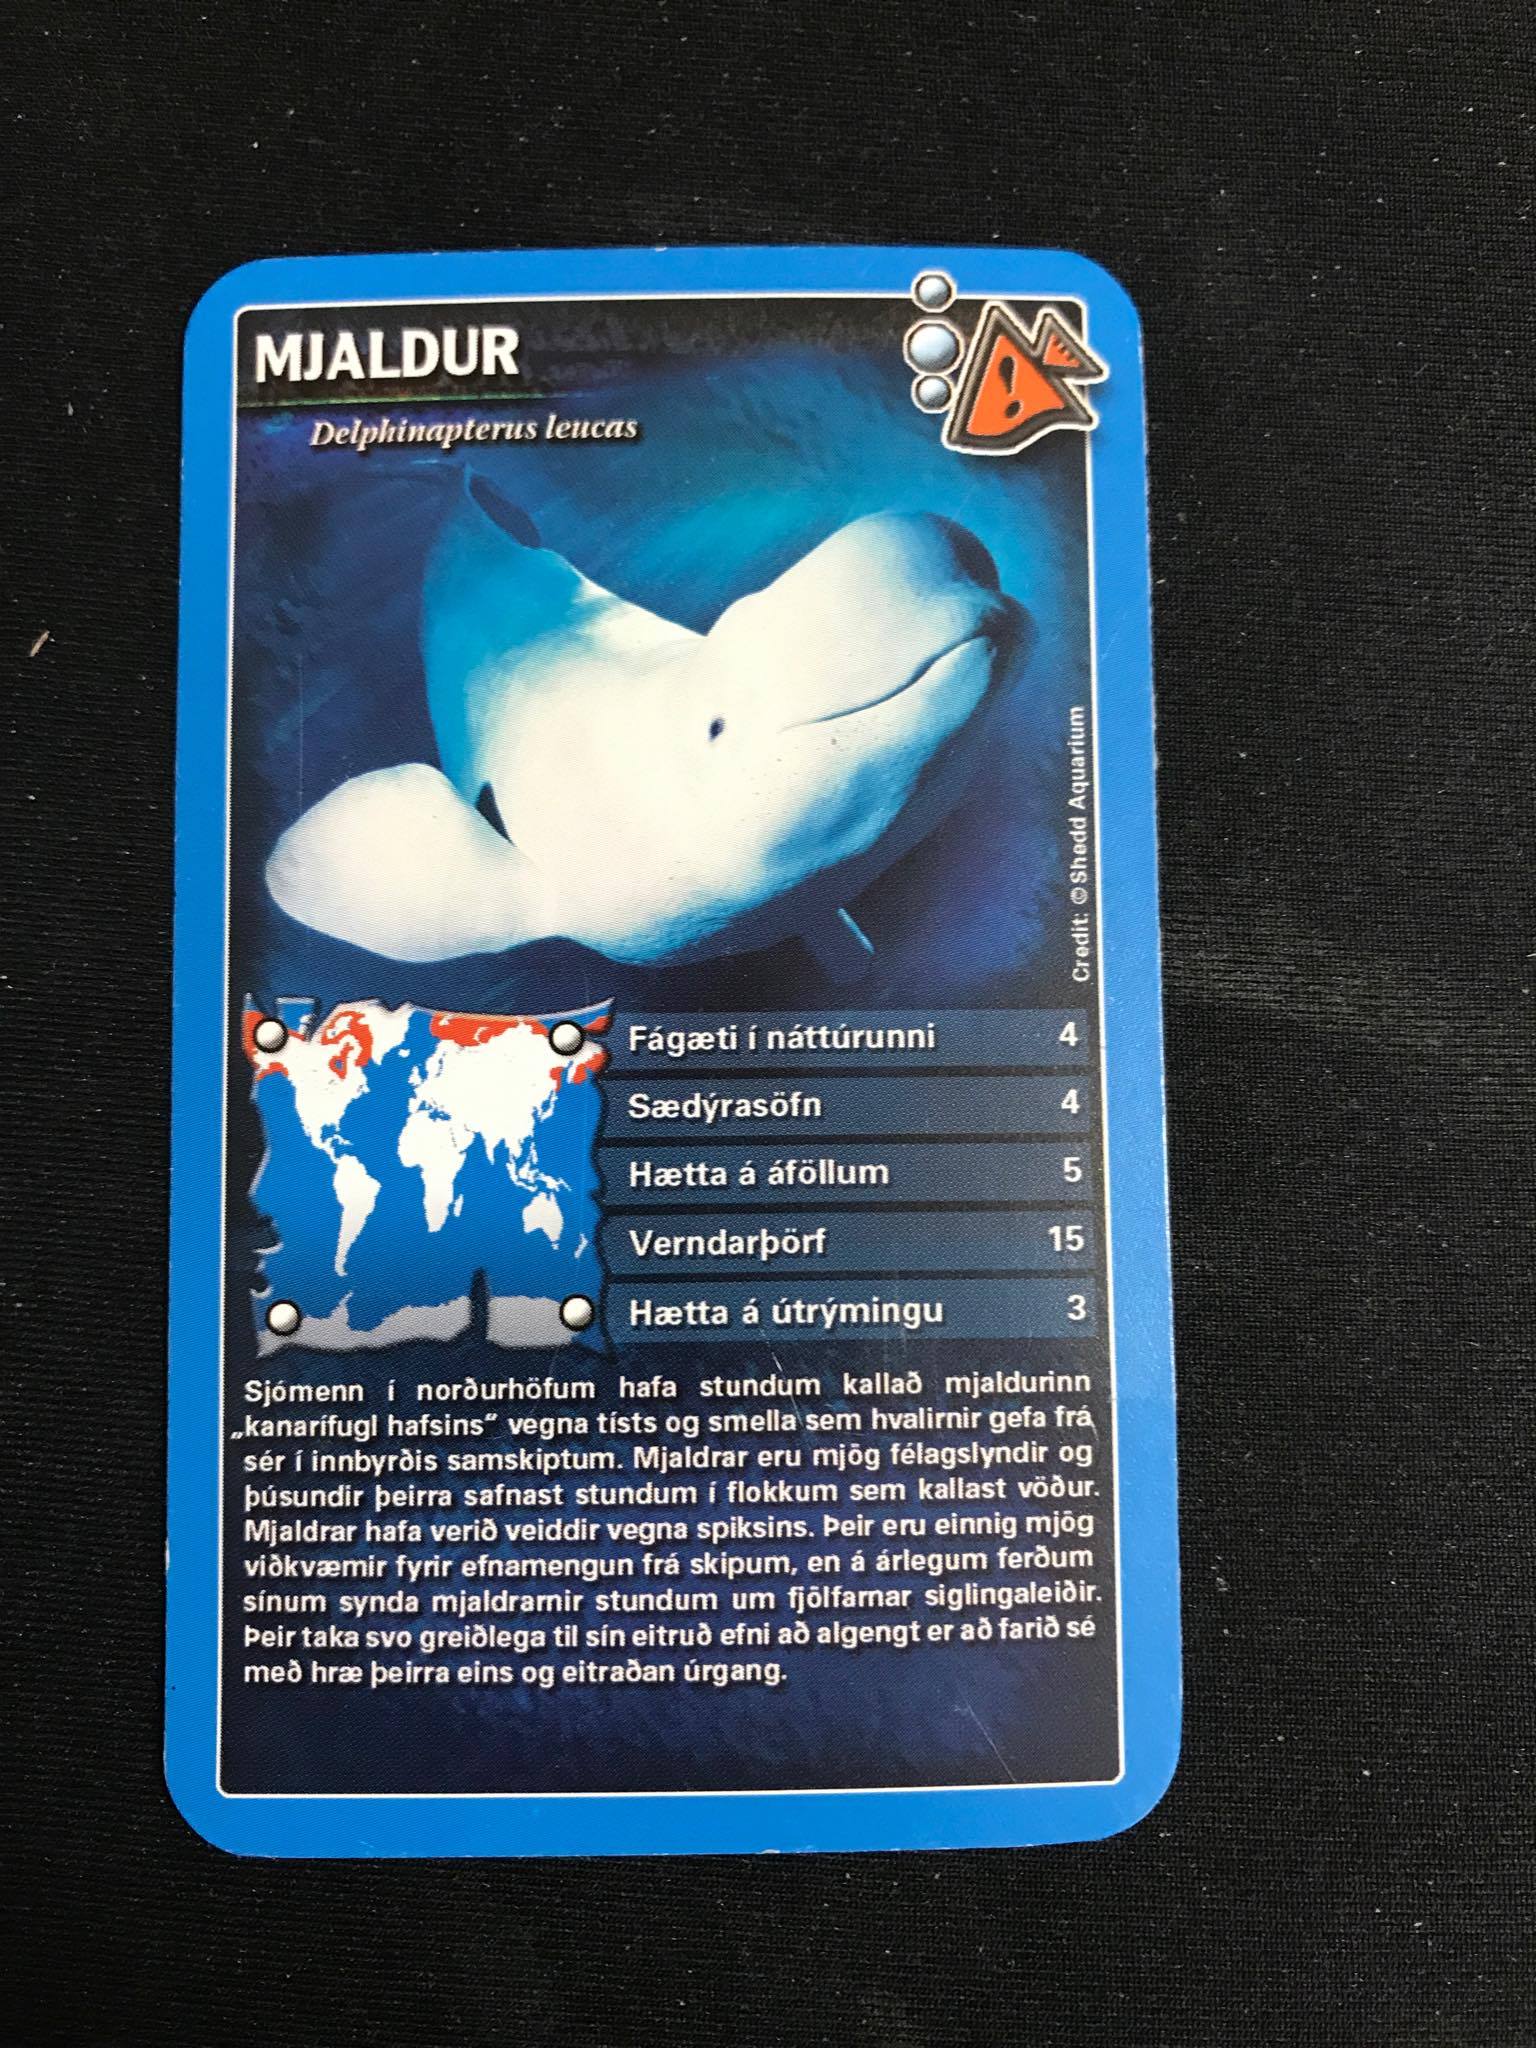 MJALDUR
Delphinapterus leucas
Credit: ©Shedd Aquarium
Fágæti í náttúrunni 4
Sædýrasöfn 4
Hætta á áföllum 5
Verndarþörf 15
Hætta á útrýmingu 3
Sjómenn í norðurhöfum hafa stundum kallað mjaldurinn
„kanarífugl hafsins“ vegna tísts og smella sem hvalirnir gefa frá
sér í innbyrðis samskiptum. Mjaldrar eru mjög félagslyndir og
þúsundir þeirra safnast stundum í flokkum sem kallast vöður.
Mjaldrar hafa verið veiddir vegna spiksins. Þeir eru einnig mjög
viðkvæmir fyrir efnamengun frá skipum, en á árlegum ferðum
sínum synda mjaldrarnir stundum um fjölfarnar siglingaleiðir.
Þeir taka svo greiðlega til sín eitruð efni að algengt er að farið sé
með hræ þeirra eins og eitraðan úrgang.